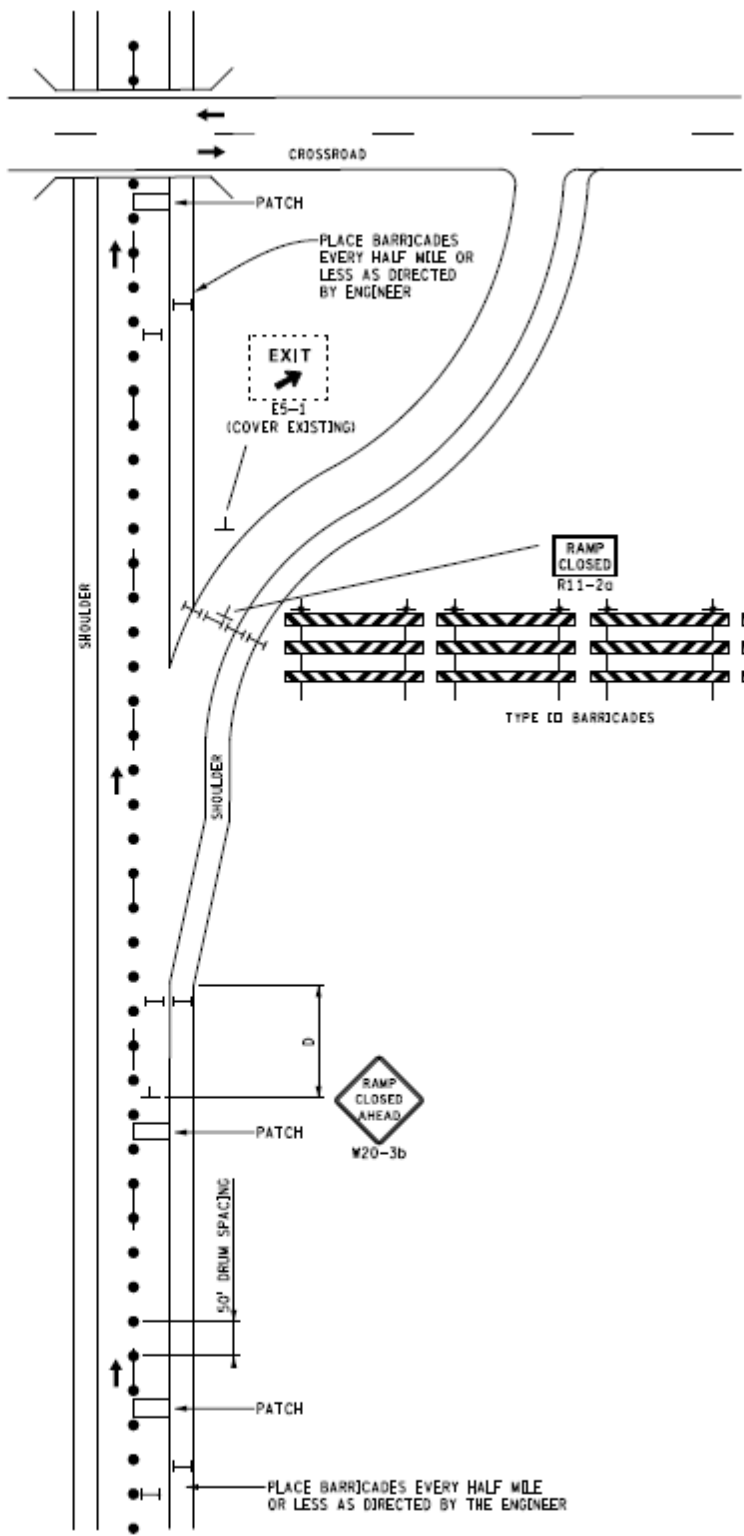 CROSSROAD
PATCH
PLACE BARRICADES
EVERY HALF MILE OR
LESS AS DIRECTED
BY ENGINEER
EXIT
E5-1
(COVER EXISTING)
RAMP
CLOSED
R11-2a
SHOULDER
TYPE III BARRICADES
SHOULDER
D
RAMP
CLOSED
AHEAD
W20-3b
PATCH
50' DRUM SPACING
PATCH
PLACE BARRICADES EVERY HALF MILE
OR LESS AS DIRECTED BY THE ENGINEER